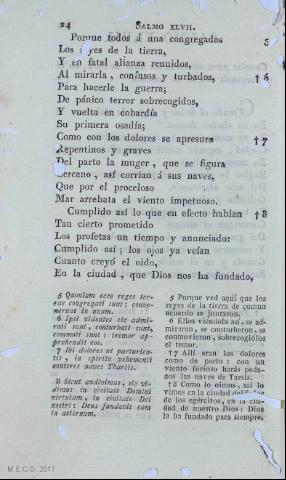 24 SALMO XLVII.
Porque todos á una congregados 5
Los reyes de la tierra,
Y en fatal alianza reunidos,
Al mirarla, confusos y turbados, † 6
Para hacerle la guerra;
De pánico terror sobrecogidos,
Y vuelta en cobardía
Su primera osadía;
Como con los dolores se apresura † 7
Repentinos y graves
Del parto la muger, que se figura
Cercano, así corrian á sus naves,
Que por el proceloso
Mar arrebata el viento impetuoso.
Cumplido así lo que en efecto habian † 8
Tan cierto prometido
Los profetas un tiempo y anunciado:
Cumplido así; los ojos ya vefan
Cuanto creyó el oido,
En la ciudad, que Dios nos ha fundado,
5 Quoniam ecce reges ter-
rae congregati sunt: conve-
nerunt in unum.
6 Ipsi videntes sic admi-
rati sunt, conturbati sunt,
commoti sunt: tremor ap-
prehendit eos.
7 Ibi dolores ut parturien-
tis, in spiritu vehementi
conteres naves Tharsis.
8 Sicut audivimus, sic vi-
dimus in civitate Domini
virtutum, in civitate Dei
nostri: Deus fundavit eam
in aeternum.
5 Porque ved aquí que los
reyes de la tierra de comun
acuerdo se juntaron.
6 Ellos viéndola así, se ad-
miraron, se conturbaron, se
conmovieron, sobrecogiólos
el temor.
† 7 Allí eran los dolores
como de parto: con un
viento furioso harás peda-
zos las naves de Tarsis.
† 8 Como lo oimos, así lo
vimos en la ciudad del
de los egércitos, en la ciu-
dad de nuestro Dios: Dios
la ha fundado para siempre.
M.E.C.D. 2017